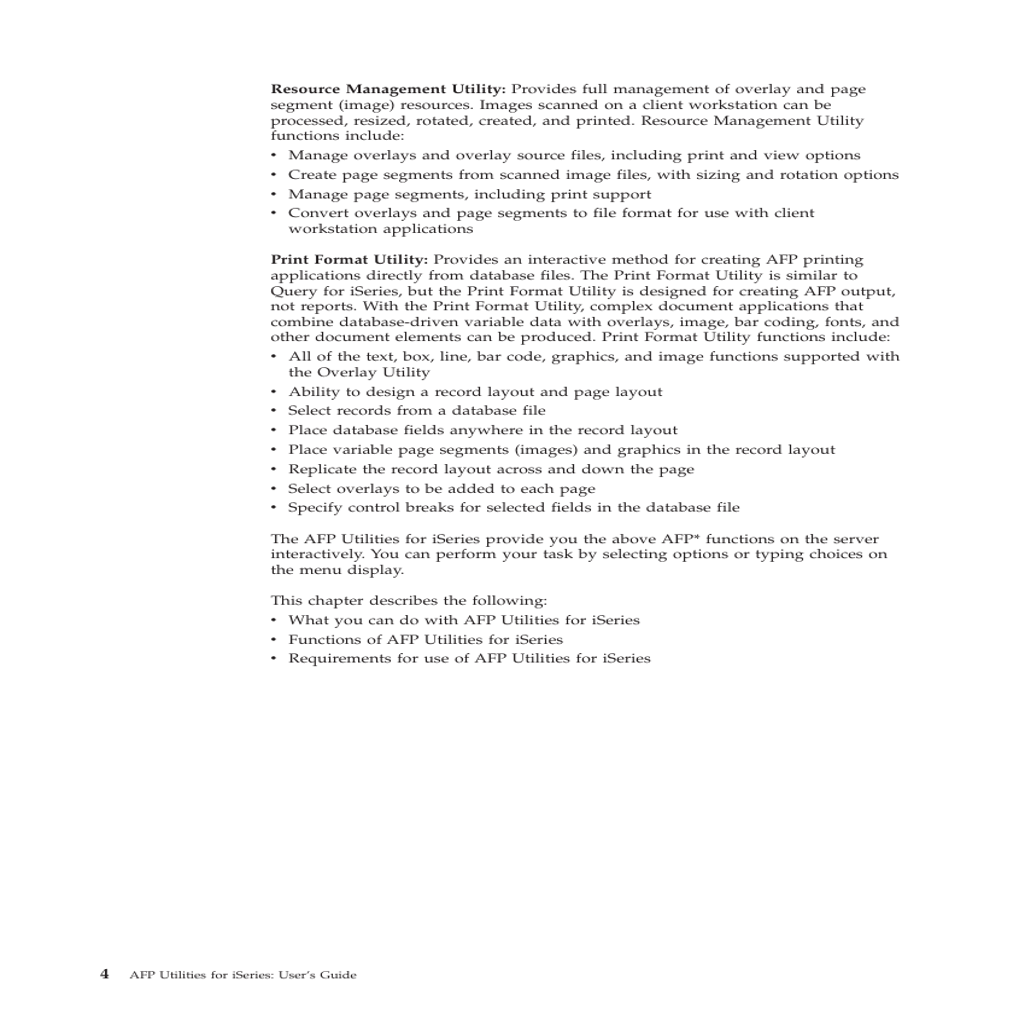 Resource Management Utility: Provides full management of overlay and page
segment (image) resources. Images scanned on a client workstation can be
processed, resized, rotated, created, and printed. Resource Management Utility
functions include:
• Manage overlays and overlay source files, including print and view options
• Create page segments from scanned image files, with sizing and rotation options
• Manage page segments, including print support
• Convert overlays and page segments to file format for use with client
workstation applications
Print Format Utility: Provides an interactive method for creating AFP printing
applications directly from database files. The Print Format Utility is similar to
Query for iSeries, but the Print Format Utility is designed for creating AFP output,
not reports. With the Print Format Utility, complex document applications that
combine database-driven variable data with overlays, image, bar coding, fonts, and
other document elements can be produced. Print Format Utility functions include:
• All of the text, box, line, bar code, graphics, and image functions supported with
the Overlay Utility
• Ability to design a record layout and page layout
• Select records from a database file
• Place database fields anywhere in the record layout
• Place variable page segments (images) and graphics in the record layout
• Replicate the record layout across and down the page
• Select overlays to be added to each page
• Specify control breaks for selected fields in the database file
The AFP Utilities for iSeries provide you the above AFP* functions on the server
interactively. You can perform your task by selecting options or typing choices on
the menu display.
This chapter describes the following:
• What you can do with AFP Utilities for iSeries
• Functions of AFP Utilities for iSeries
• Requirements for use of AFP Utilities for iSeries
4 AFP Utilities for iSeries: User's Guide